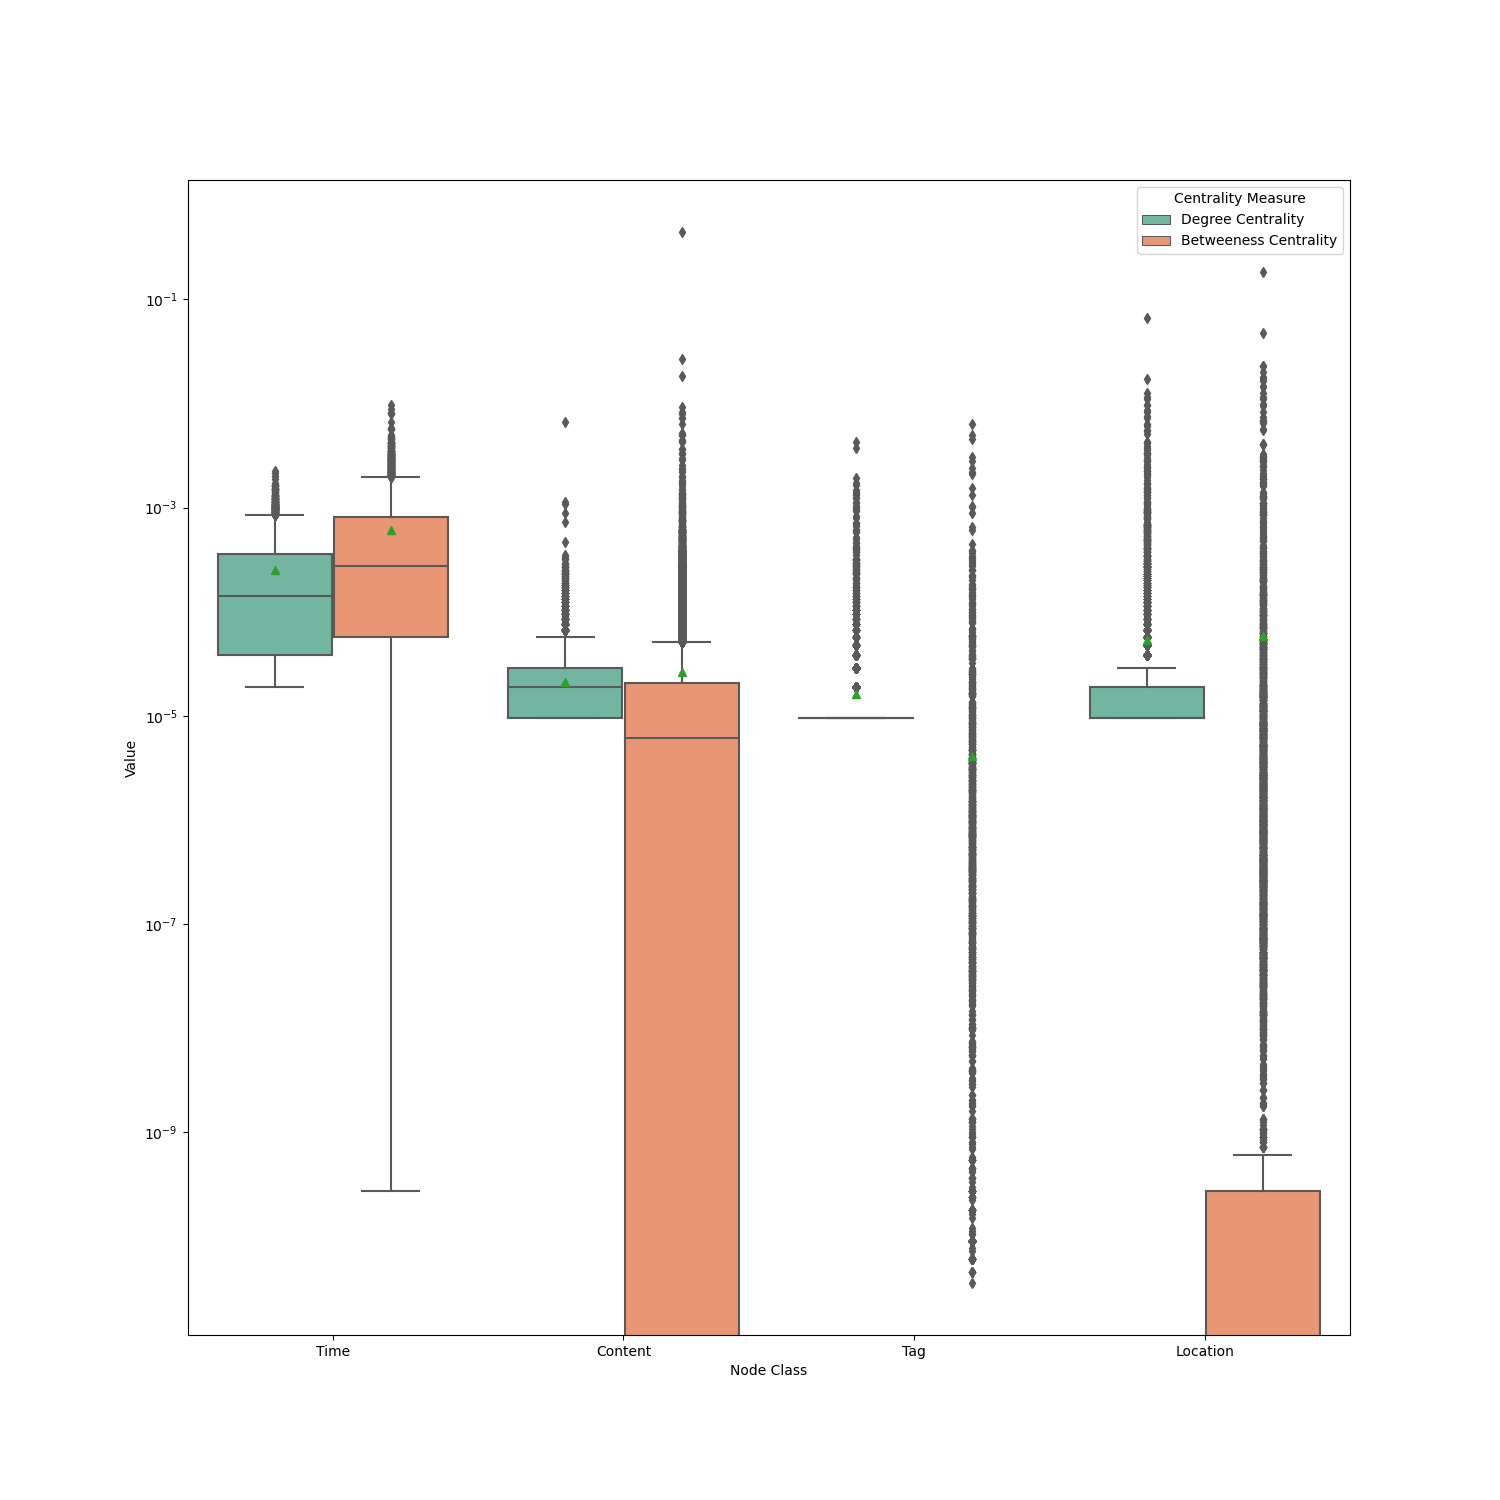 Centrality Measure
Degree Centrality
Betweeness Centrality
10⁻¹
10⁻³
10⁻⁵
10⁻⁷
10⁻⁹
Value
Time Content Tag Location
Node Class